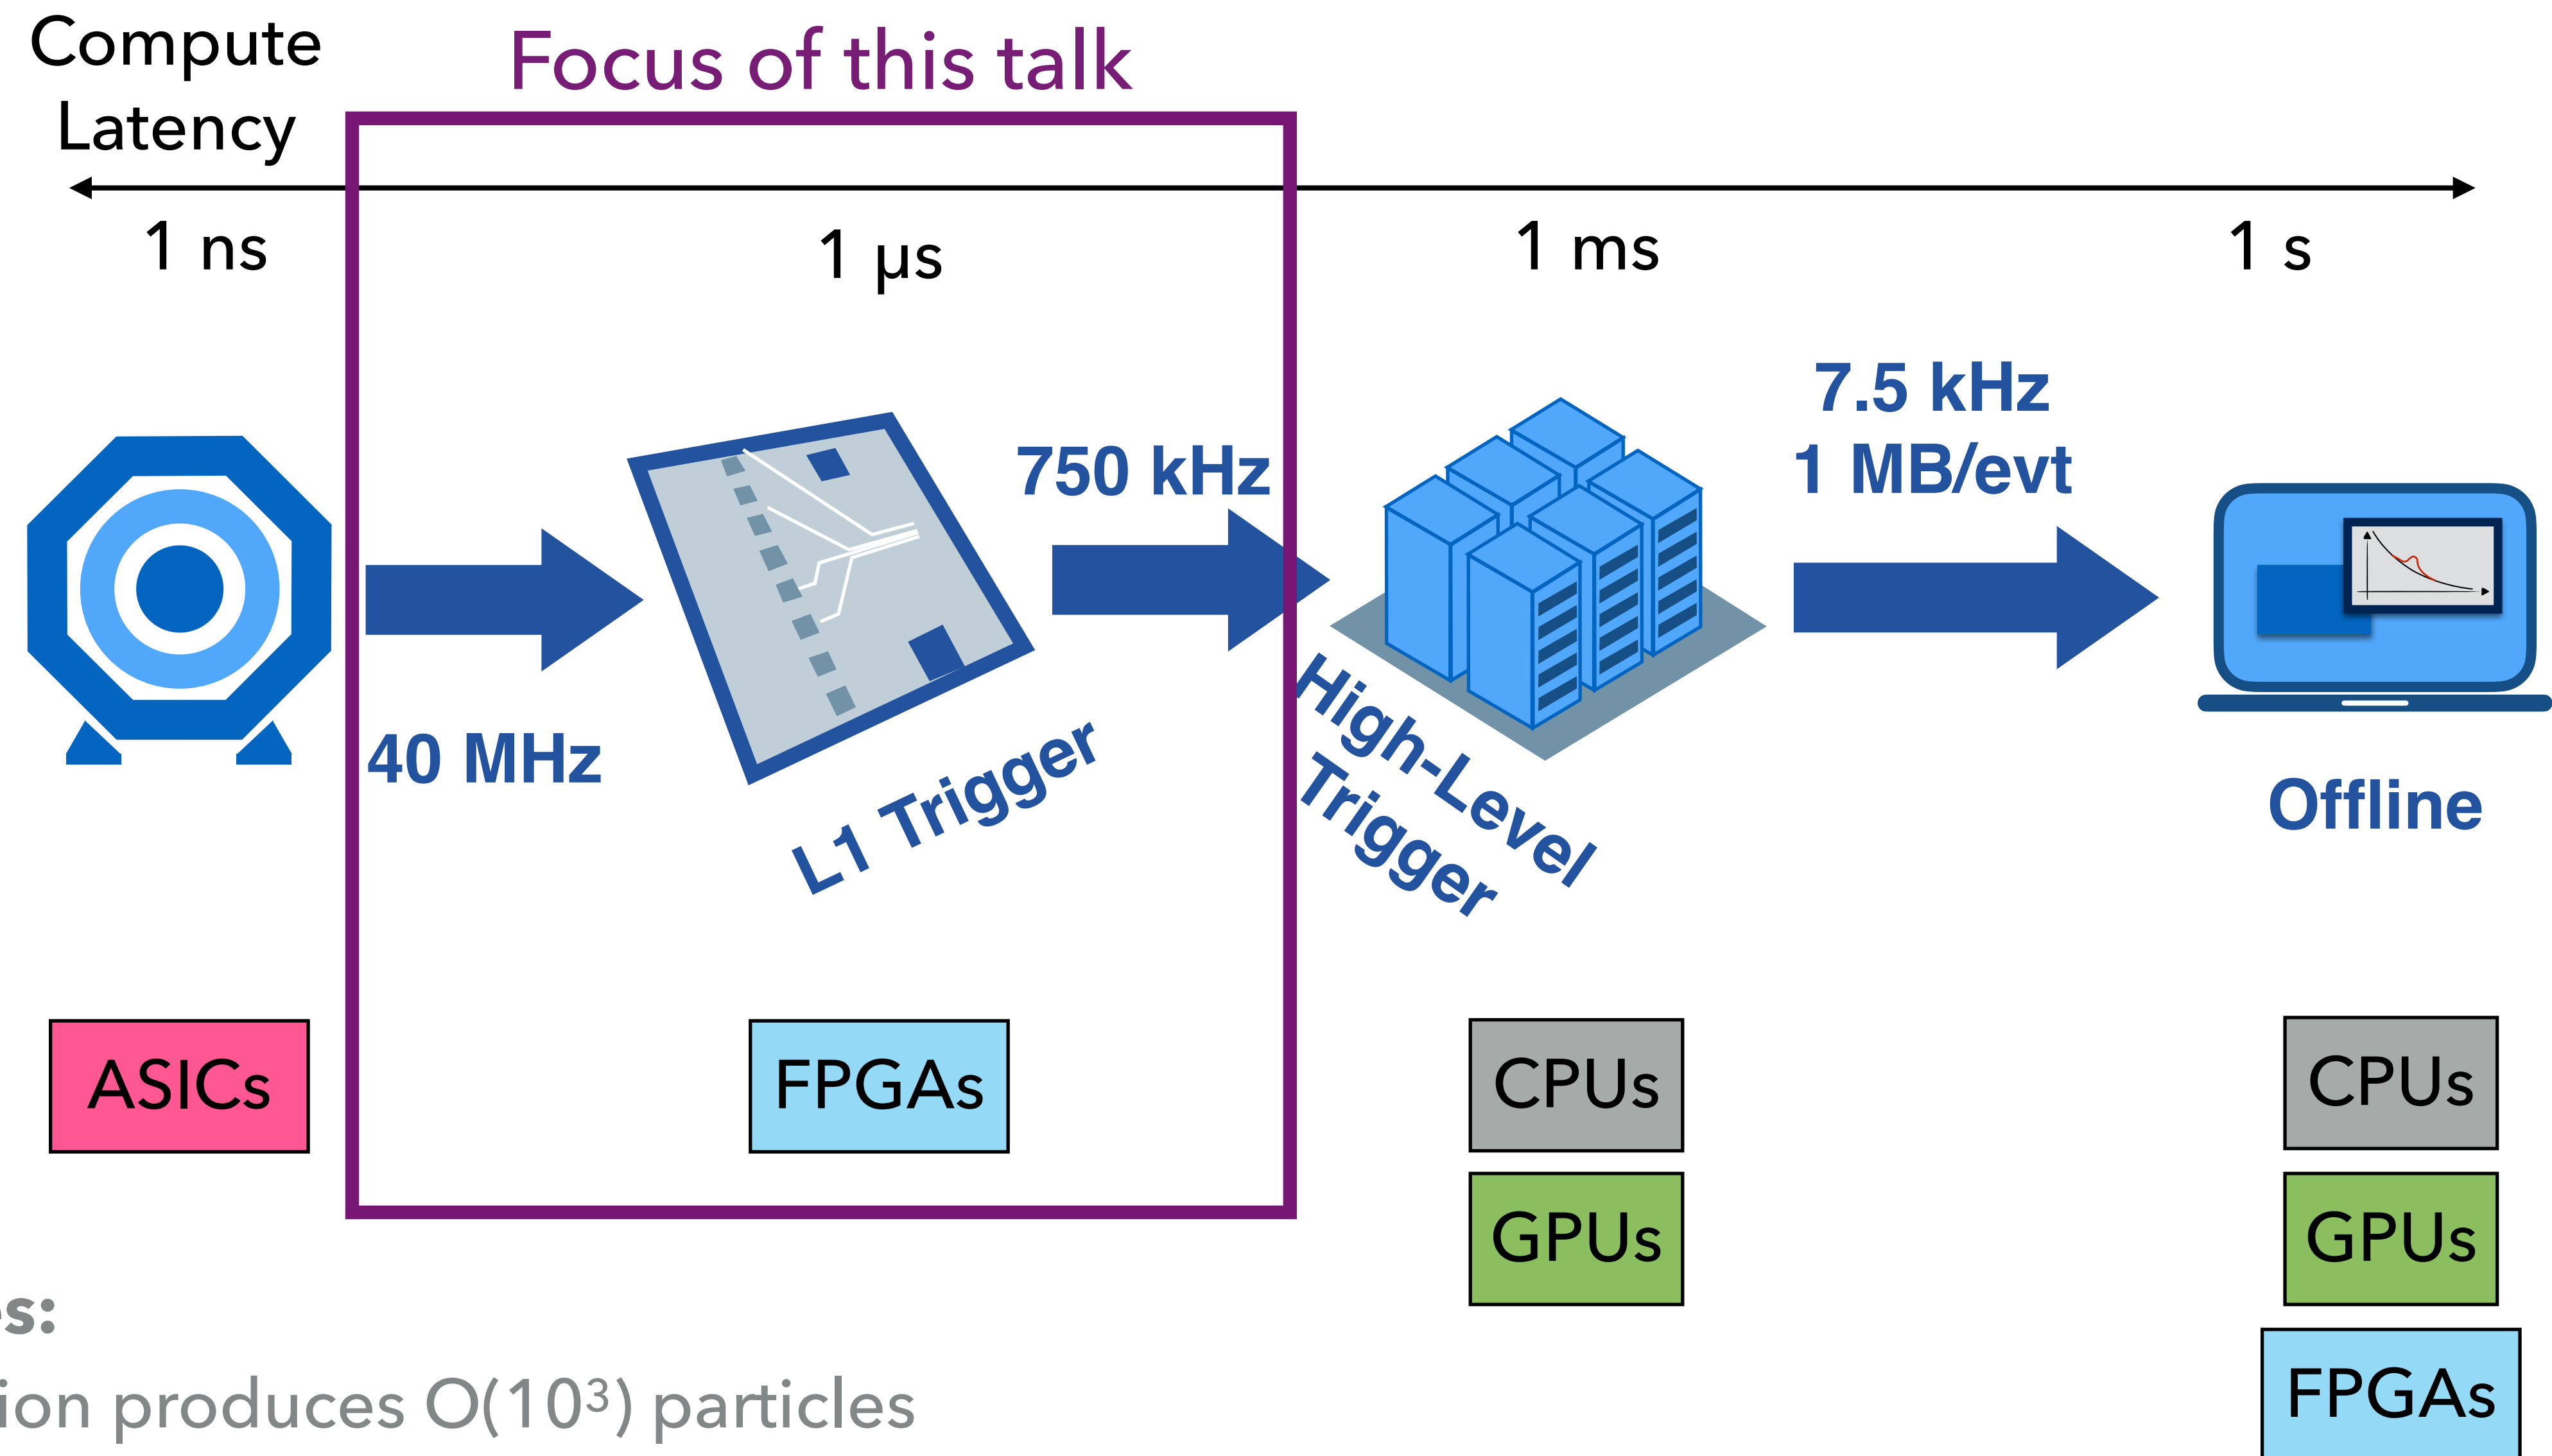 Compute
Latency
Focus of this talk
1 ns
1 µs
1 ms
1 s
40 MHz
L1 Trigger
750 kHz
High-Level
Trigger
7.5 kHz
1 MB/evt
Offline
ASICs
FPGAs
CPUs
GPUs
CPUs
GPUs
FPGAs
produces O(10³) particles